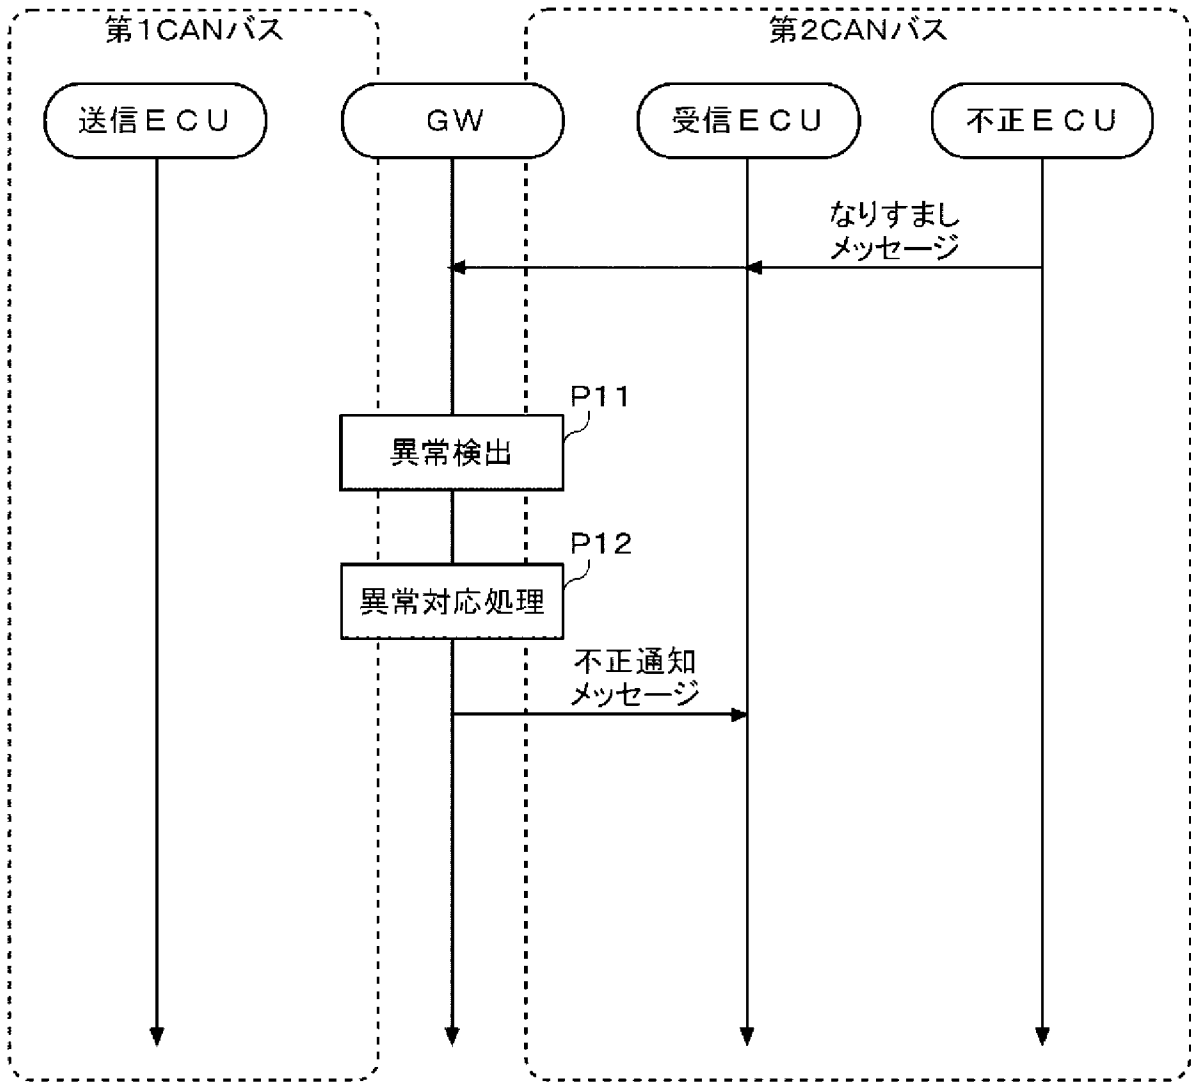 第1CANバス
第2CANバス
送信ＥＣＵ
ＧＷ
受信ＥＣＵ
不正ＥＣＵ
なりすまし
メッセージ
P11
異常検出
P12
異常対応処理
不正通知
メッセージ